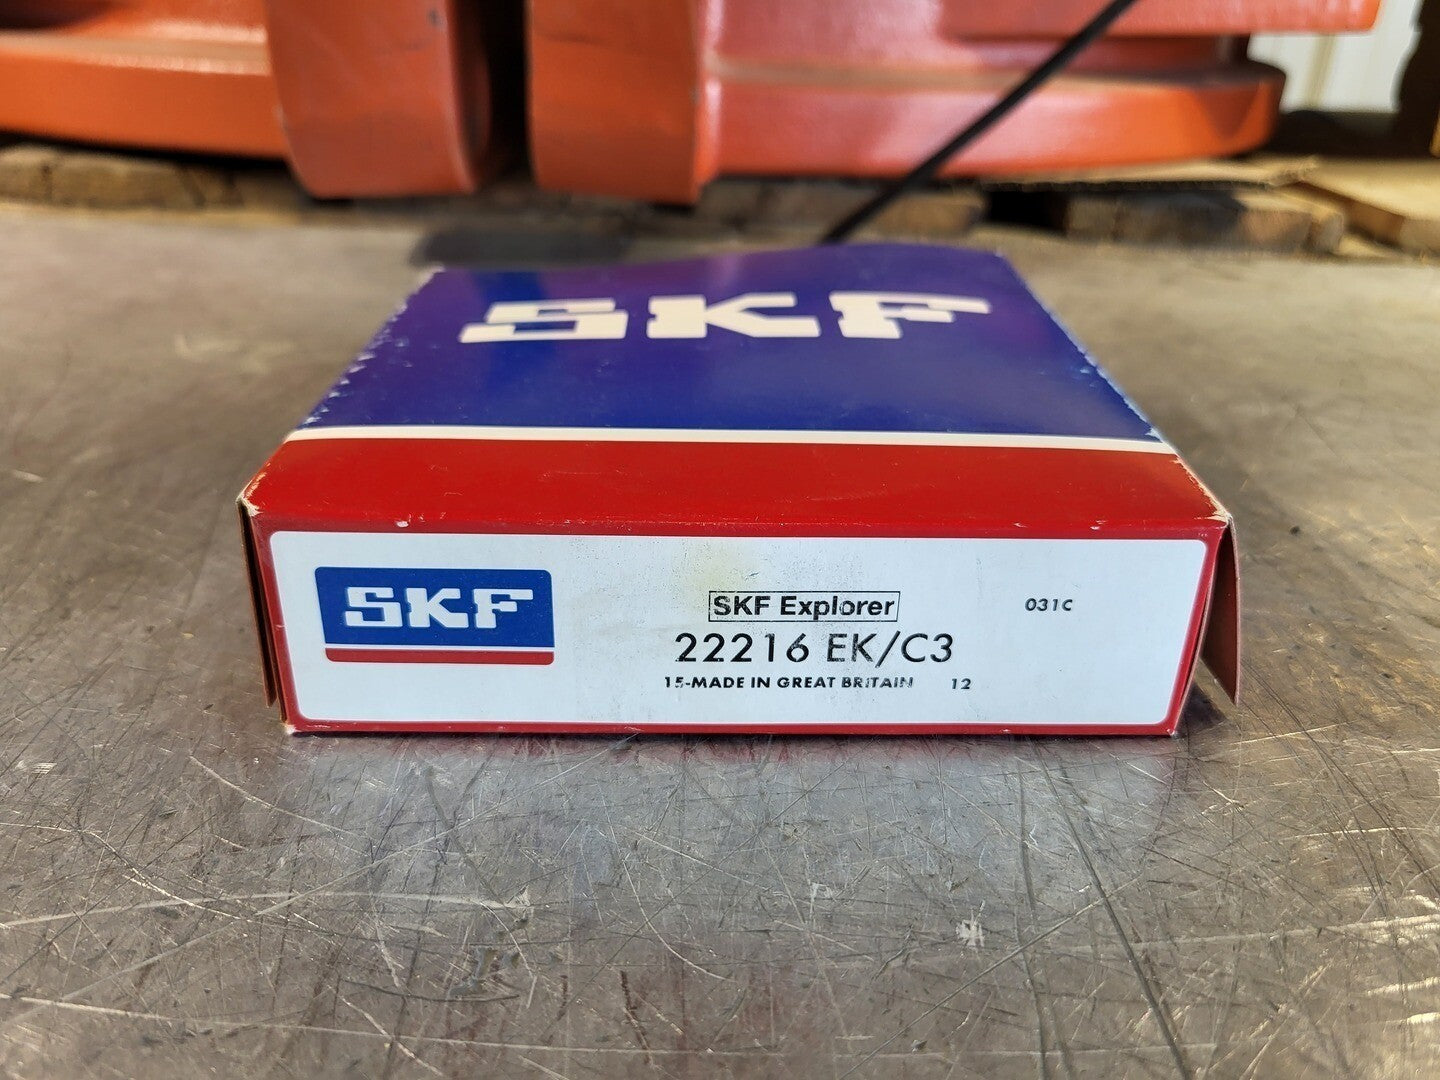 SKF
SKF
SKF Explorer
031C
22216 EK/C3
15-MADE IN GREAT BRITAIN 12